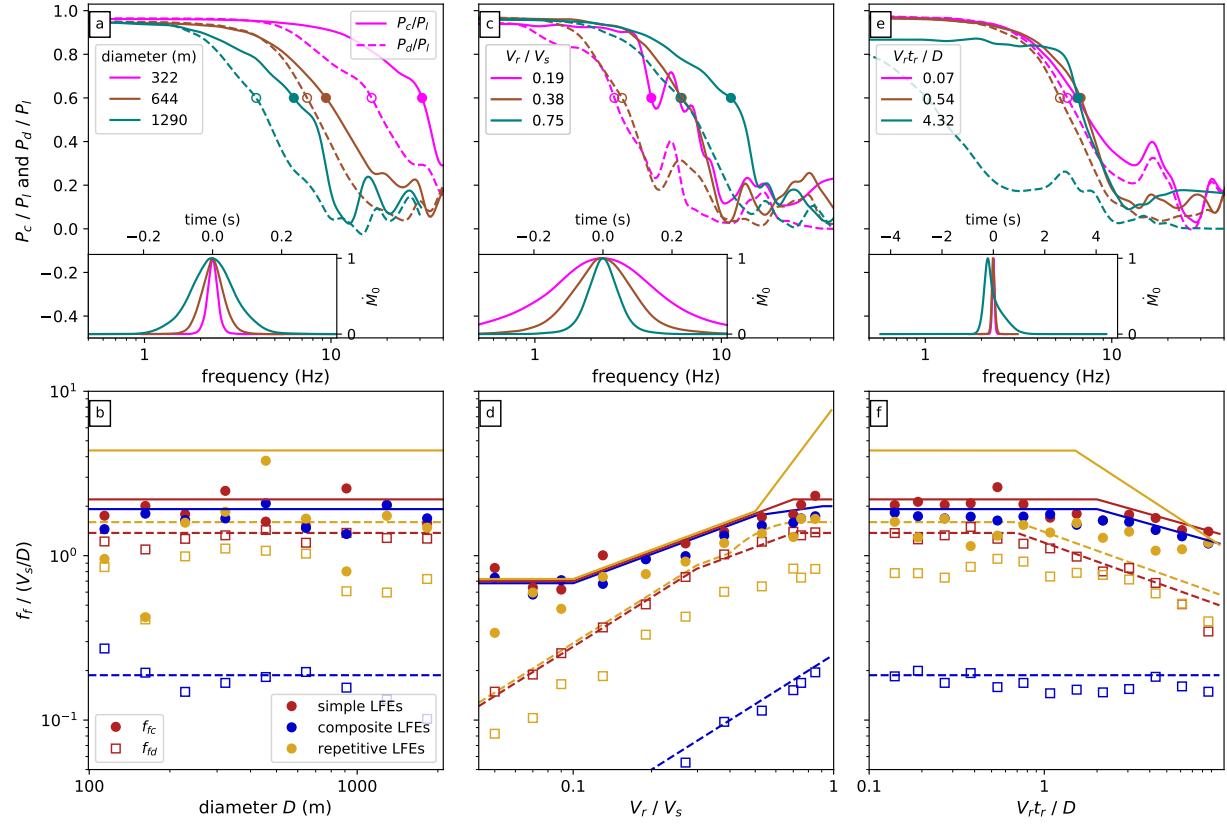 a
c
e
P_c/P_l
P_d/P_l
diameter (m)
322
644
1290
V_r / V_s
0.19
0.38
0.75
V_r t_r / D
0.07
0.54
4.32
P_c / P_l and P_d / P_l
1.0
0.8
0.6
0.4
0.2
0.0
−0.2
−0.4
time (s)
−0.2
0.0
0.2
1
0
Ṁ_0
time (s)
−0.2
0.0
0.2
1
0
Ṁ_0
time (s)
−4
−2
0
2
4
1
0
Ṁ_0
1
10
frequency (Hz)
1
10
frequency (Hz)
1
10
frequency (Hz)
b
d
f
f_f / (V_s/D)
10^1
10^0
10^−1
f_fc
f_fd
simple LFEs
composite LFEs
repetitive LFEs
100
1000
diameter D (m)
0.1
1
V_r / V_s
0.1
1
V_r t_r / D